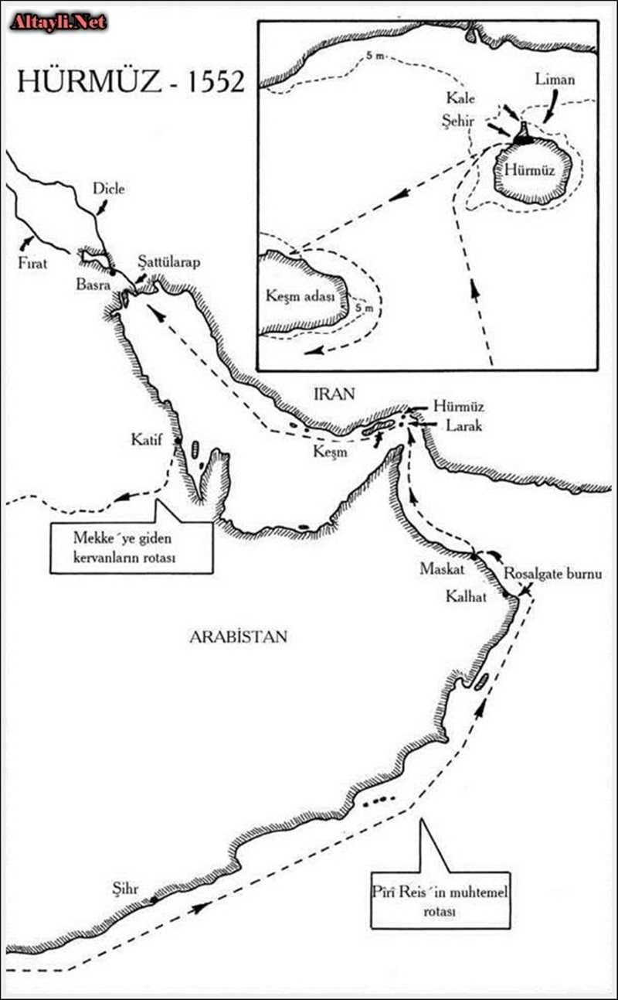 Altayli.Net
HÜRMÜZ - 1552
5 m
Liman
Kale
Şehir
Hürmüz
Keşm adası
5 m
Dicle
Fırat
Şattülarap
Basra
IRAN
Hürmüz
Larak
Keşm
Katif
Mekke´ye giden
kervanların rotası
Maskat
Rosalgate burnu
Kalhat
ARABİSTAN
Şihr
Pîrî Reis´in muhtemel
rotası